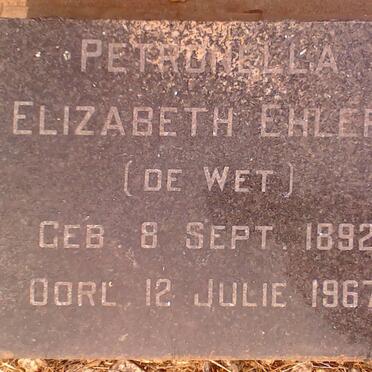 PETRONELLA
ELIZABETH EHLER
(DE WET)
GEB. 8 SEPT. 1892
OORL. 12 JULIE 1967